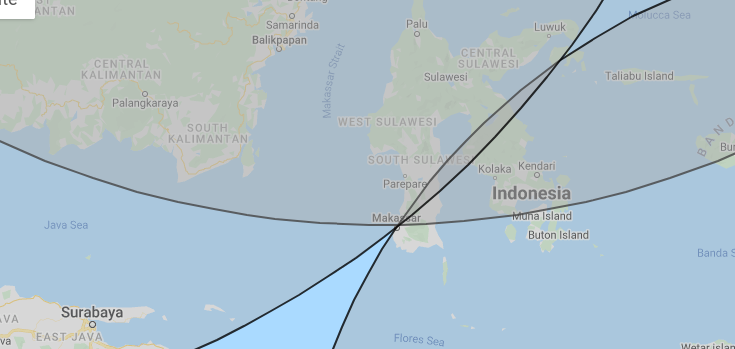 Samarinda
Balikpapan
Palu
Luwuk
Molucca Sea
CENTRAL
KALIMANTAN
CENTRAL
SULAWESI
Makassar Strait
Sulawesi
Taliabu Island
Palangkaraya
WEST SULAWESI
SOUTH
KALIMANTAN
SOUTH SULAWESI
Kolaka
Kendari
Parepare
Indonesia
Makassar
Muna Island
Buton Island
Java Sea
Banda S
Surabaya
EAST JAVA
Flores Sea
Wetar Islan